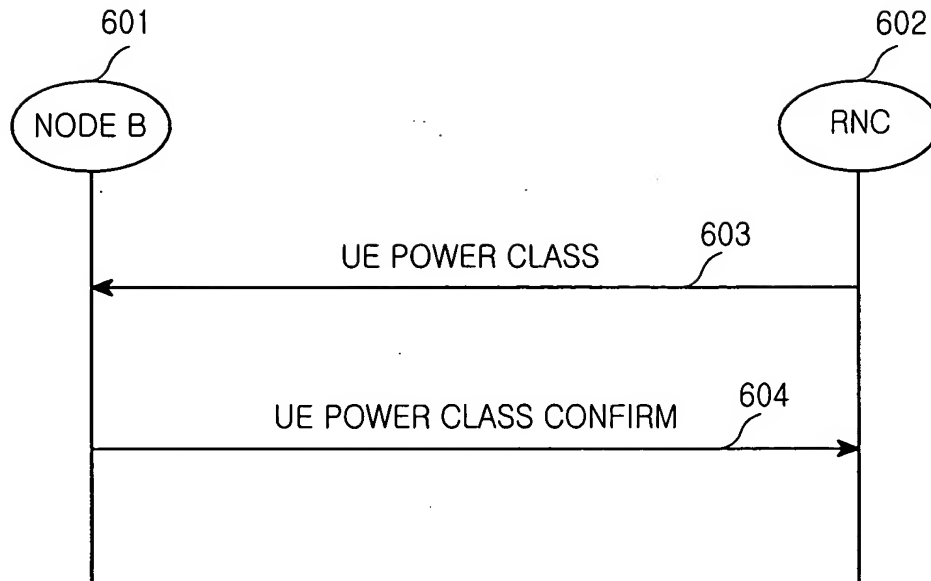 601
602
NODE B
RNC
603
UE POWER CLASS
604
UE POWER CLASS CONFIRM